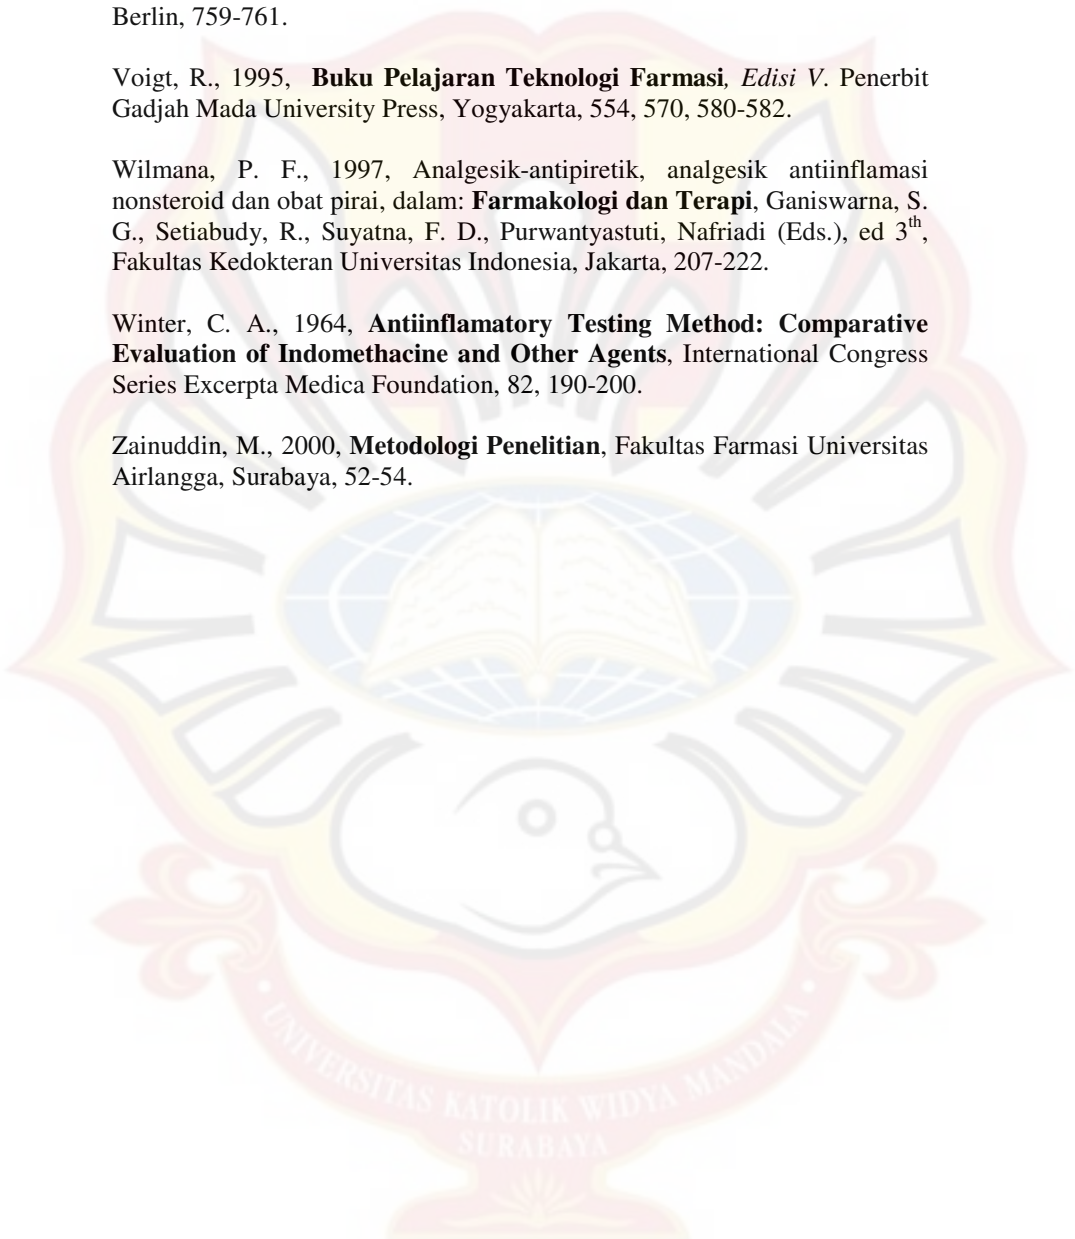 Berlin, 759-761.
Voigt, R., 1995, Buku Pelajaran Teknologi Farmasi, Edisi V. Penerbit
Gadjah Mada University Press, Yogyakarta, 554, 570, 580-582.
Wilmana, P. F., 1997, Analgesik-antipiretik, analgesik antiinflamasi
nonsteroid dan obat pirai, dalam: Farmakologi dan Terapi, Ganiswarna, S.
G., Setiabudy, R., Suyatna, F. D., Purwantyastuti, Nafriadi (Eds.), ed 3th,
Fakultas Kedokteran Universitas Indonesia, Jakarta, 207-222.
Winter, C. A., 1964, Antiinflamatory Testing Method: Comparative
Evaluation of Indomethacine and Other Agents, International Congress
Series Excerpta Medica Foundation, 82, 190-200.
Zainuddin, M., 2000, Metodologi Penelitian, Fakultas Farmasi Universitas
Airlangga, Surabaya, 52-54.
UNIVERSITAS KATOLIK WIDYA MANDALA
SURABAYA